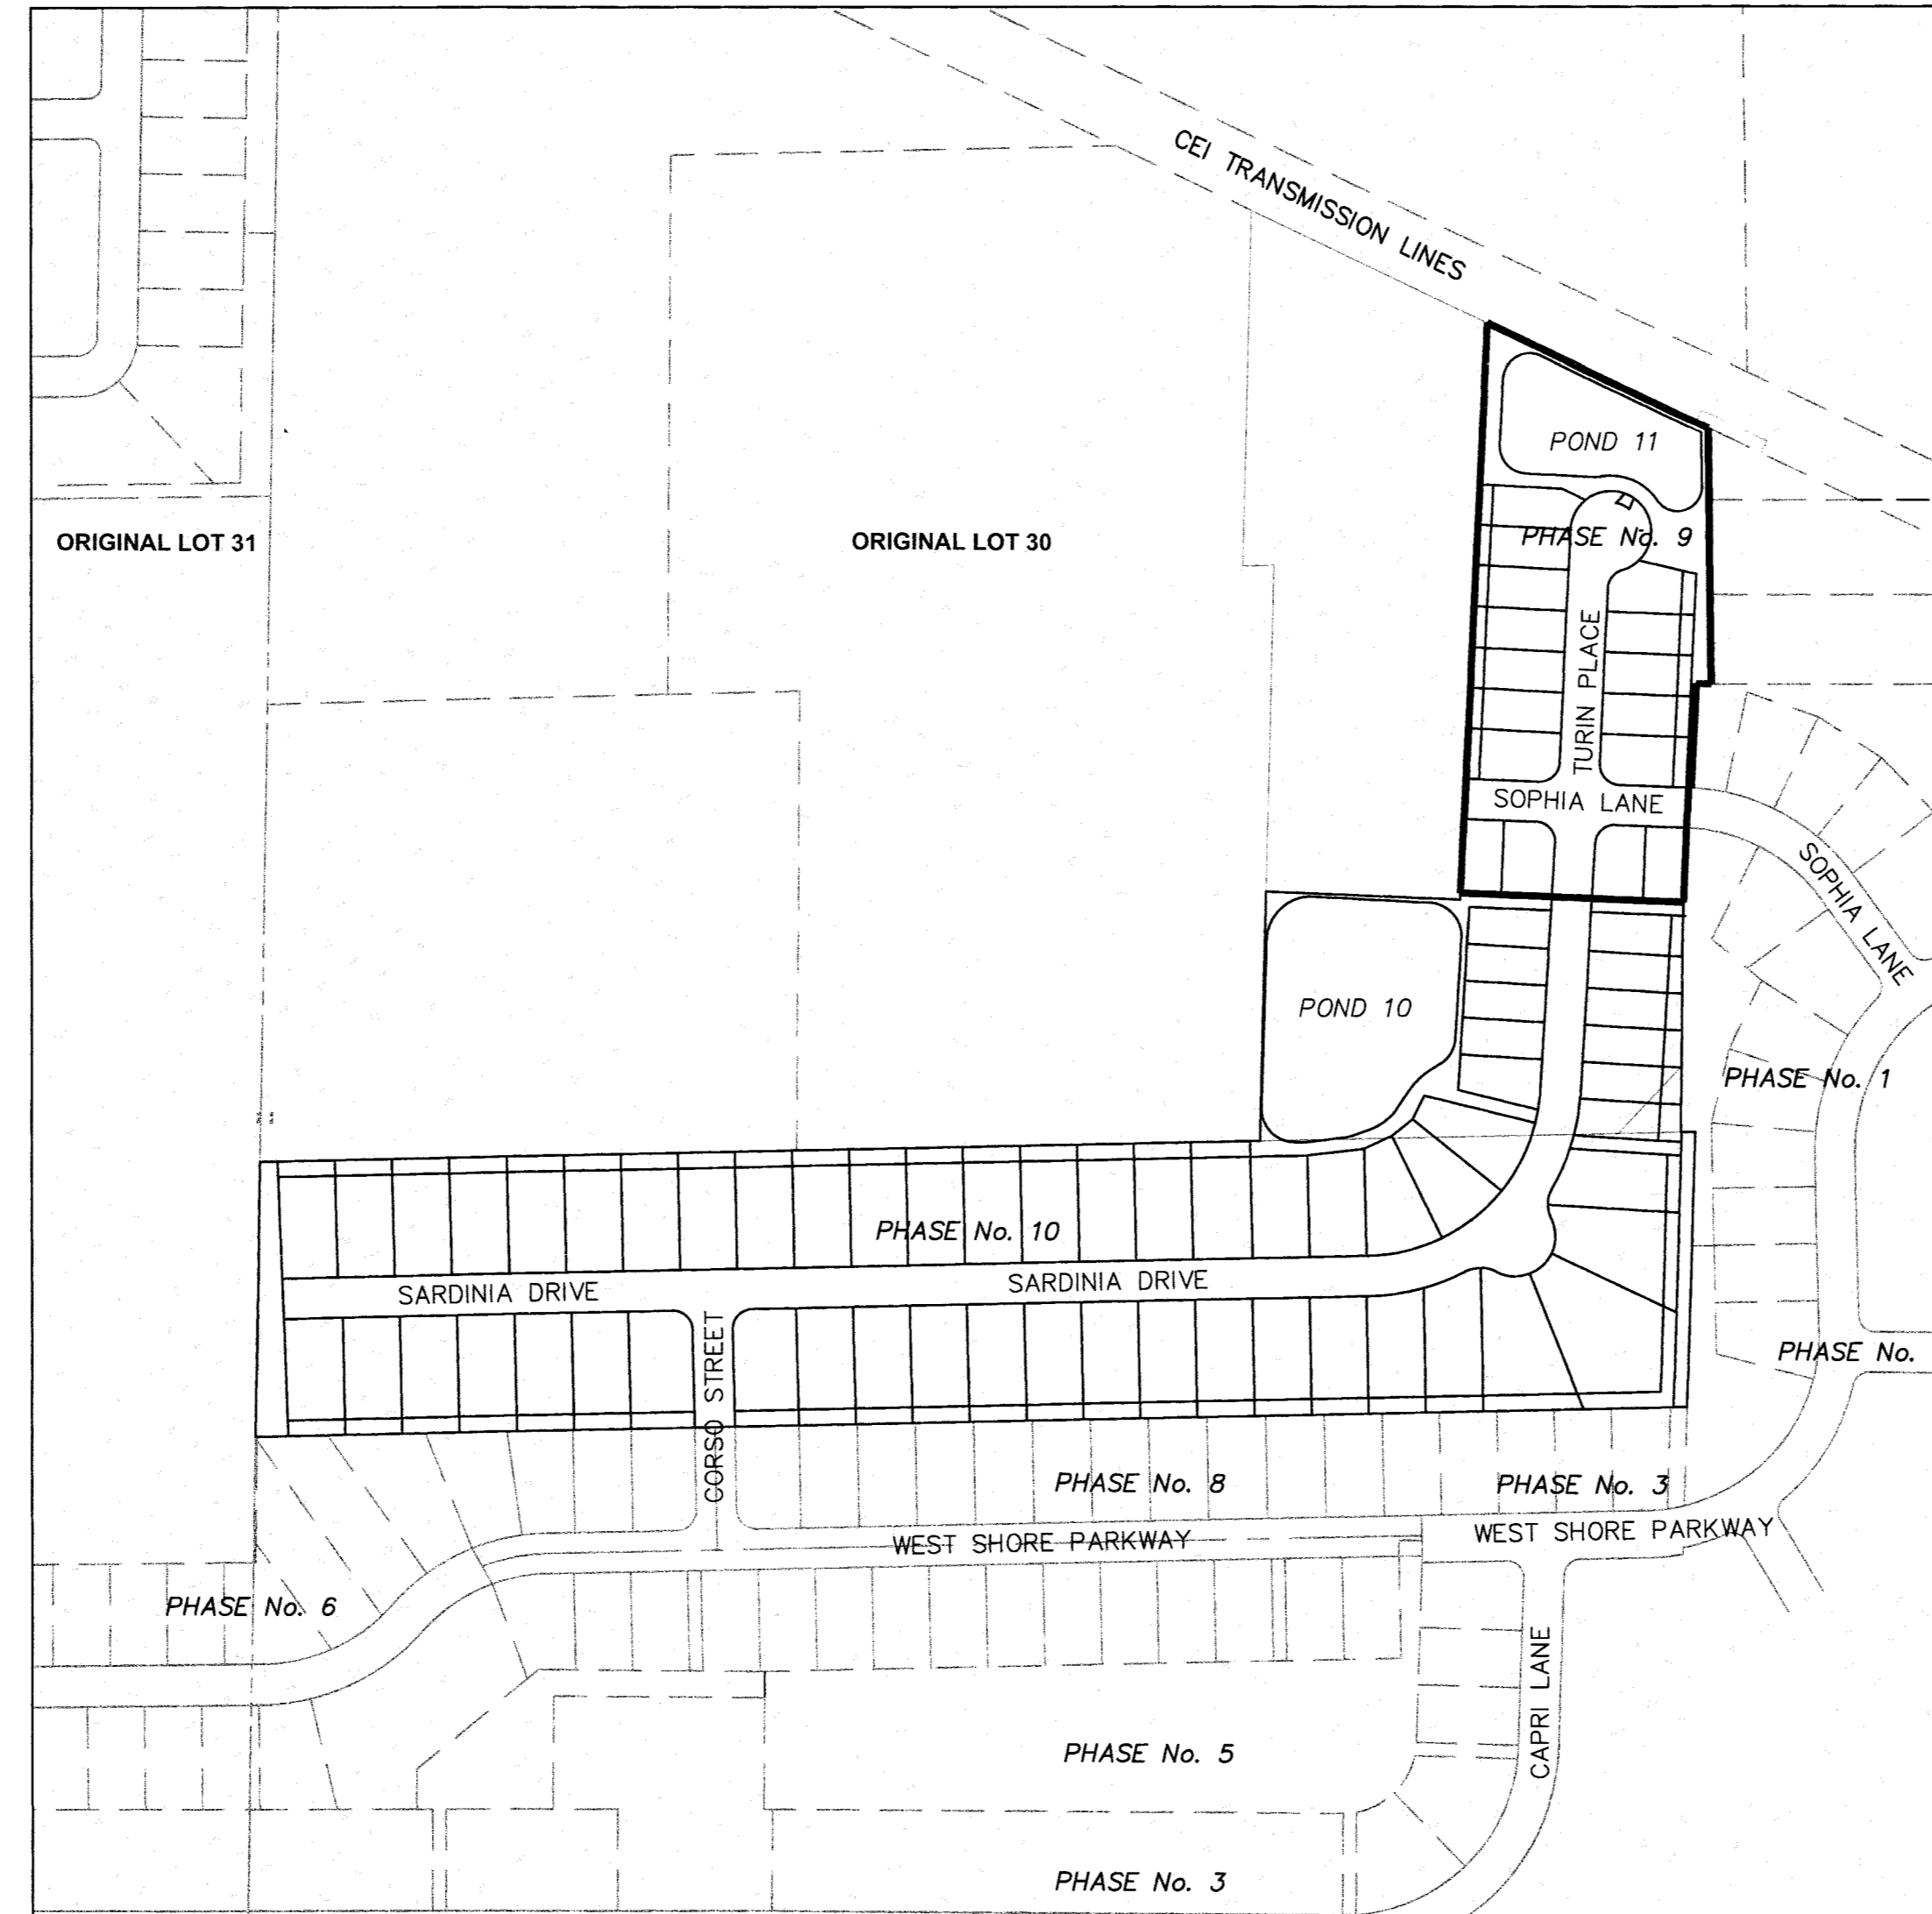 CEI TRANSMISSION LINES
POND 11
ORIGINAL LOT 31
ORIGINAL LOT 30
PHASE No. 9
TURIN PLACE
SOPHIA LANE
SOPHIA LANE
POND 10
PHASE No. 1
PHASE No. 10
SARDINIA DRIVE
SARDINIA DRIVE
CORSO STREET
PHASE No.
PHASE No. 8
PHASE No. 3
WEST SHORE PARKWAY
WEST SHORE PARKWAY
PHASE No. 6
CAPRI LANE
PHASE No. 5
PHASE No. 3